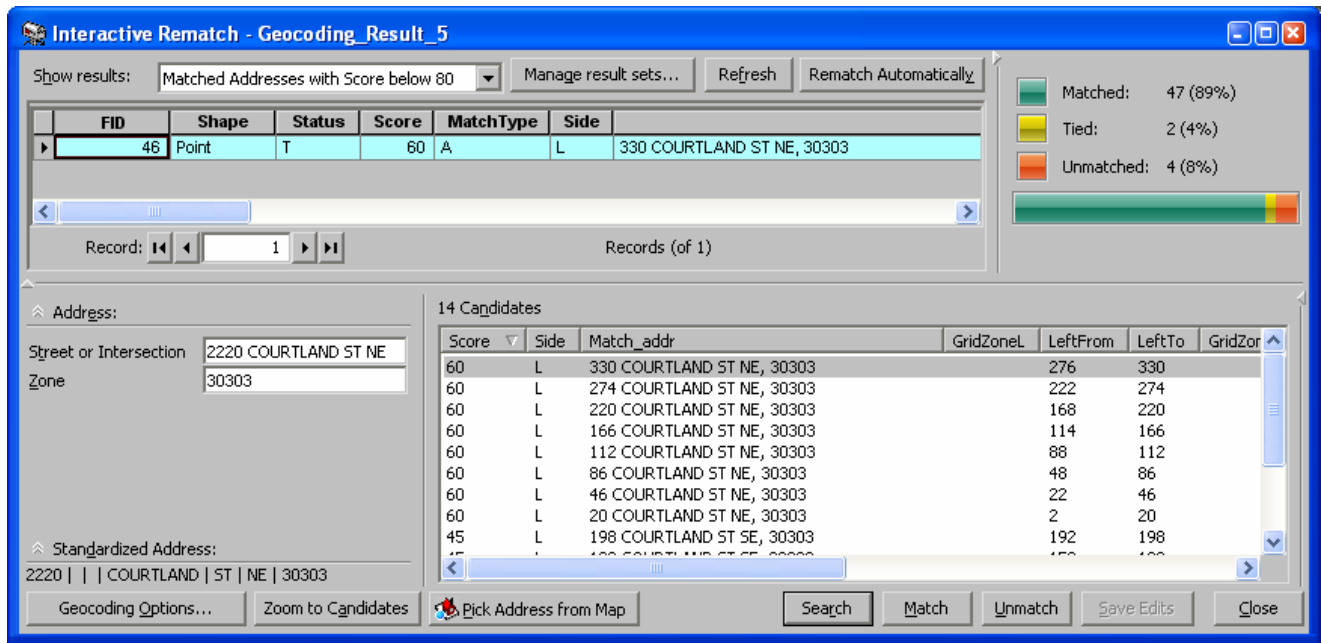 Interactive Rematch - Geocoding_Result_5
Show results: Matched Addresses with Score below 80 Manage result sets... Refresh Rematch Automatically
Matched: 47 (89%)
Tied: 2 (4%)
Unmatched: 4 (8%)
FID Shape Status Score MatchType Side
46 Point T 60 A L 330 COURTLAND ST NE, 30303
Record: 1 Records (of 1)
Address:
Street or Intersection 2220 COURTLAND ST NE
Zone 30303
Standardized Address:
2220 | | | COURTLAND | ST | NE | 30303
14 Candidates
Score Side Match_addr GridZoneL LeftFrom LeftTo GridZor
60 L 330 COURTLAND ST NE, 30303 276 330
60 L 274 COURTLAND ST NE, 30303 222 274
60 L 220 COURTLAND ST NE, 30303 168 220
60 L 166 COURTLAND ST NE, 30303 114 166
60 L 112 COURTLAND ST NE, 30303 88 112
60 L 86 COURTLAND ST NE, 30303 48 86
60 L 46 COURTLAND ST NE, 30303 22 46
60 L 20 COURTLAND ST NE, 30303 2 20
45 L 198 COURTLAND ST SE, 30303 192 198
Geocoding Options... Zoom to Candidates Pick Address from Map Search Match Unmatch Save Edits Close